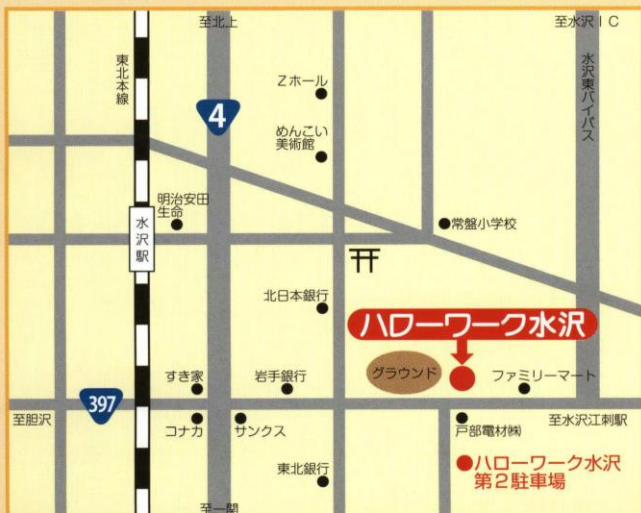 至北上
至水沢IC
東北本線
水沢東バイパス
Zホール
4
めんこい
美術館
明治安田
生命
水沢駅
常盤小学校
北日本銀行
ハローワーク水沢
すき家
岩手銀行
グラウンド
ファミリーマート
397
至胆沢
コナカ
サンクス
戸部電材㈱
至水沢江刺駅
東北銀行
ハローワーク水沢
第2駐車場
至一関